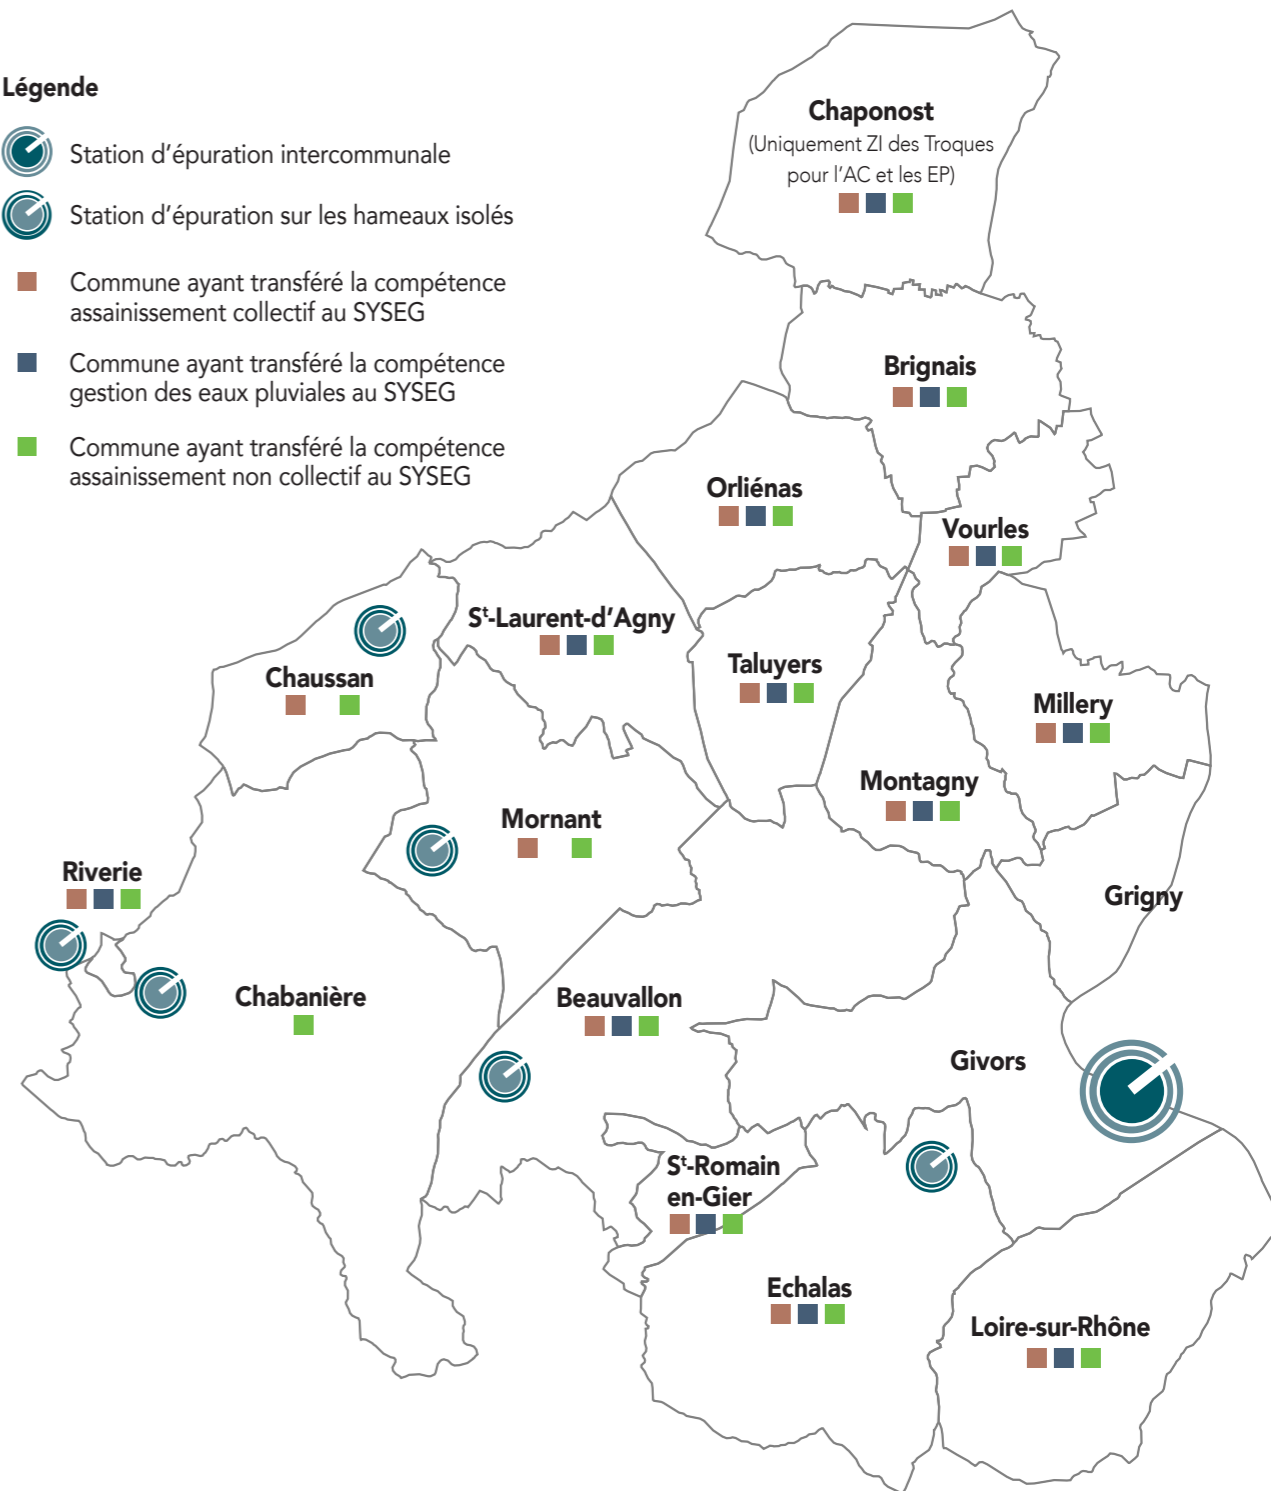 Légende
Station d'épuration intercommunale
Station d'épuration sur les hameaux isolés
Commune ayant transféré la compétence
assainissement collectif au SYSEG
Commune ayant transféré la compétence
gestion des eaux pluviales au SYSEG
Commune ayant transféré la compétence
assainissement non collectif au SYSEG
Chaponost
(Uniquement ZI des Troques
pour l'AC et les EP)
Brignais
Orliénas
Vourles
St-Laurent-d'Agny
Taluyers
Chaussan
Millery
Montagny
Mornant
Riverie
Grigny
Chabanière
Beauvallon
Givors
St-Romain
en-Gier
Echalas
Loire-sur-Rhône